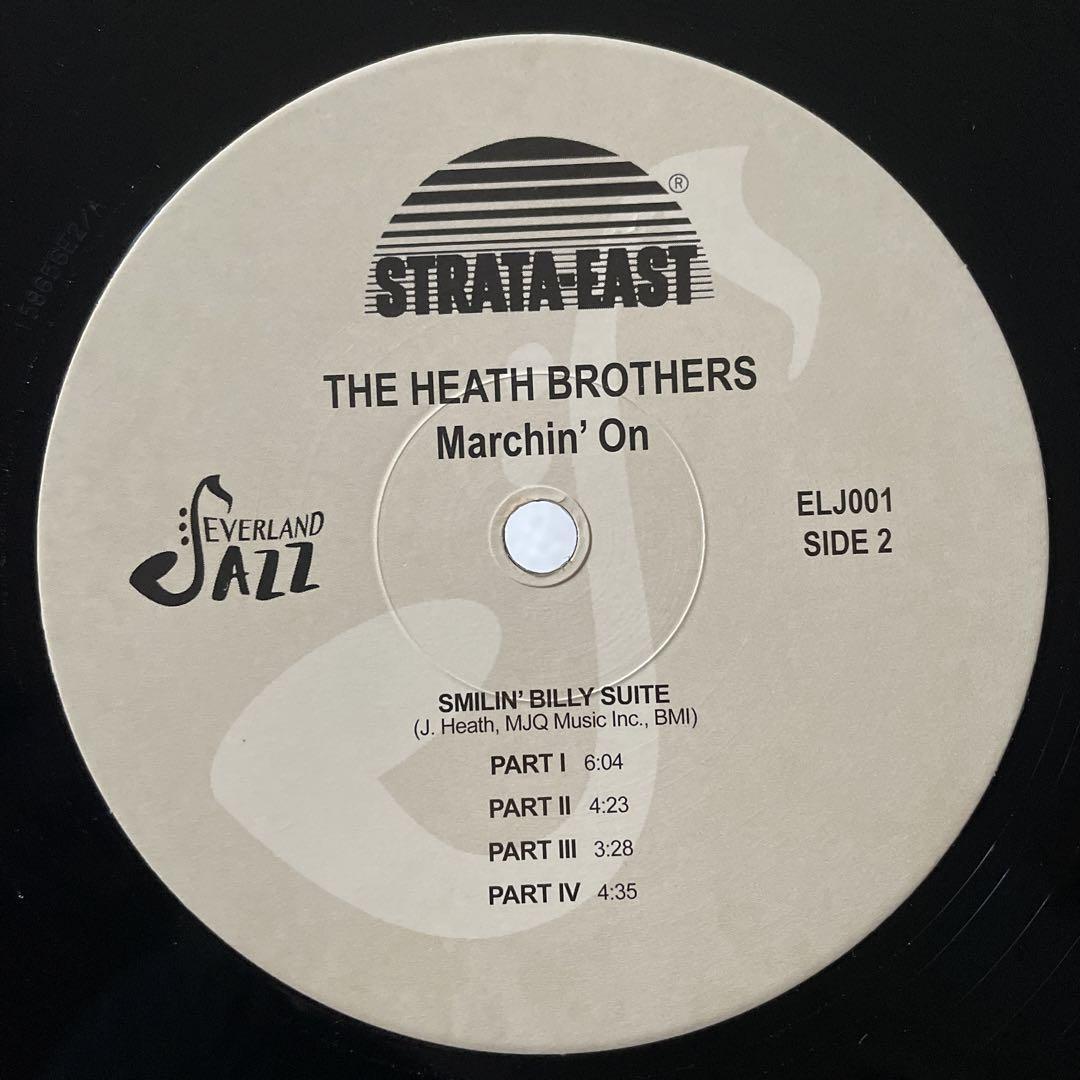 STRATA-EAST
®
THE HEATH BROTHERS
Marchin' On
EVERLAND
JAZZ
ELJ001
SIDE 2
SMILIN' BILLY SUITE
(J. Heath, MJQ Music Inc., BMI)
PART I 6:04
PART II 4:23
PART III 3:28
PART IV 4:35